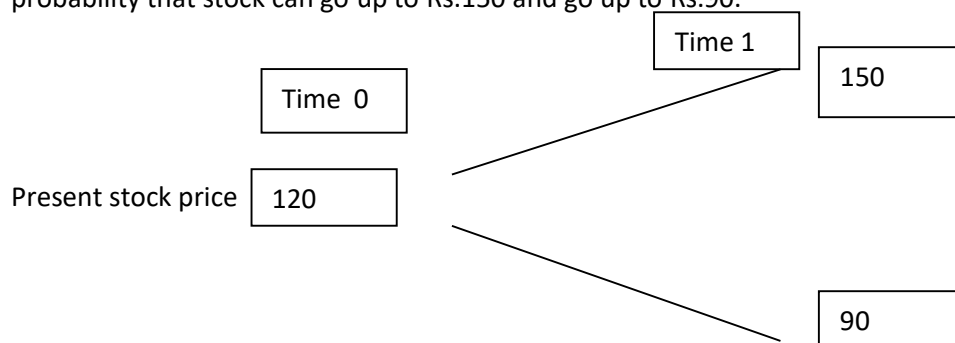 probability that stock can go up to Rs.150 and go up to Rs.90.
Time 1
150
Time 0
Present stock price 120
90